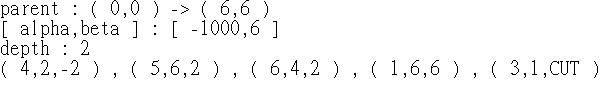 parent : ( 0,0 ) -> ( 6,6 )
[ alpha,beta ] : [ -1000,6 ]
depth : 2
( 4,2,-2 ) , ( 5,6,2 ) , ( 6,4,2 ) , ( 1,6,6 ) , ( 3,1,CUT )